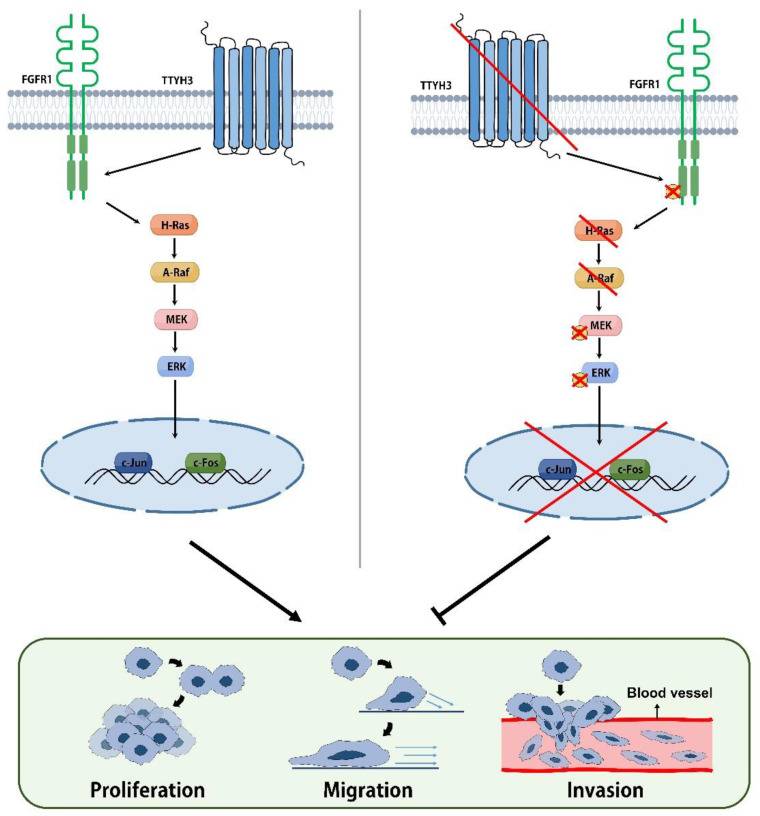 FGFR1
TTYH3
H-Ras
A-Raf
MEK
ERK
c-Jun
c-Fos
TTYH3
FGFR1
H-Ras
A-Raf
MEK
ERK
c-Jun
c-Fos
Blood vessel
Proliferation
Migration
Invasion